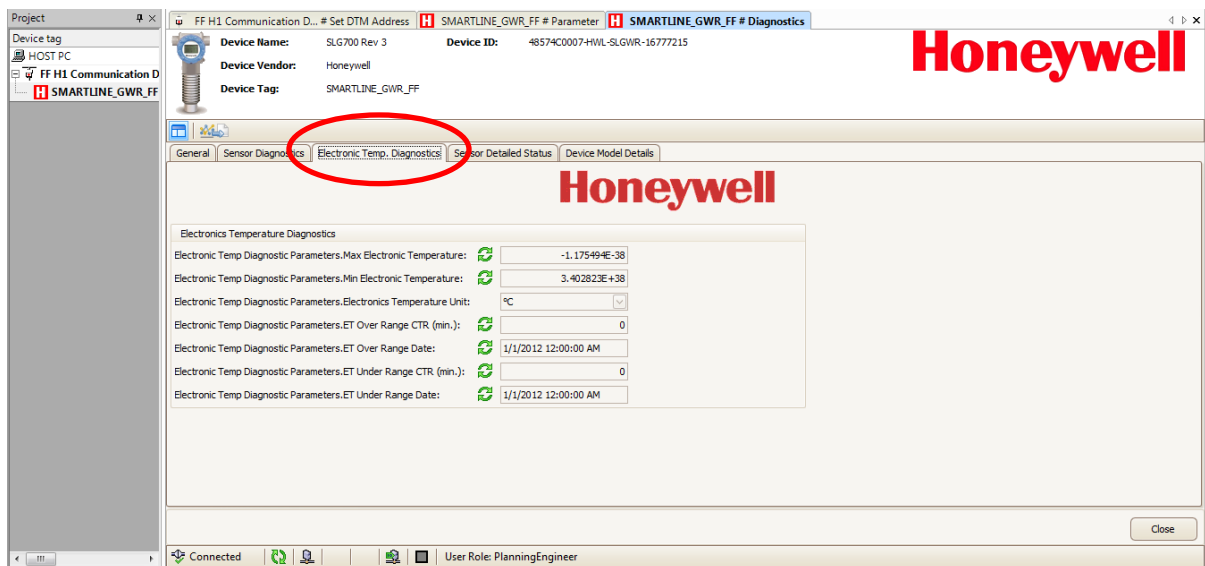 Project
Device tag
HOST PC
FF H1 Communication D
SMARTLINE_GWR_FF
FF H1 Communication D... # Set DTM Address
SMARTLINE_GWR_FF # Parameter
SMARTLINE_GWR_FF # Diagnostics
Device Name: SLG700 Rev 3 Device ID: 48574C0007-HWL-SLGWR-16777215
Device Vendor: Honeywell
Device Tag: SMARTLINE_GWR_FF
Honeywell
General Sensor Diagnostics Electronic Temp. Diagnostics Sensor Detailed Status Device Model Details
Honeywell
Electronics Temperature Diagnostics
Electronic Temp Diagnostic Parameters.Max Electronic Temperature: -1.175494E-38
Electronic Temp Diagnostic Parameters.Min Electronic Temperature: 3.402823E+38
Electronic Temp Diagnostic Parameters.Electronics Temperature Unit: °C
Electronic Temp Diagnostic Parameters.ET Over Range CTR (min.): 0
Electronic Temp Diagnostic Parameters.ET Over Range Date: 1/1/2012 12:00:00 AM
Electronic Temp Diagnostic Parameters.ET Under Range CTR (min.): 0
Electronic Temp Diagnostic Parameters.ET Under Range Date: 1/1/2012 12:00:00 AM
Close
Connected User Role: PlanningEngineer